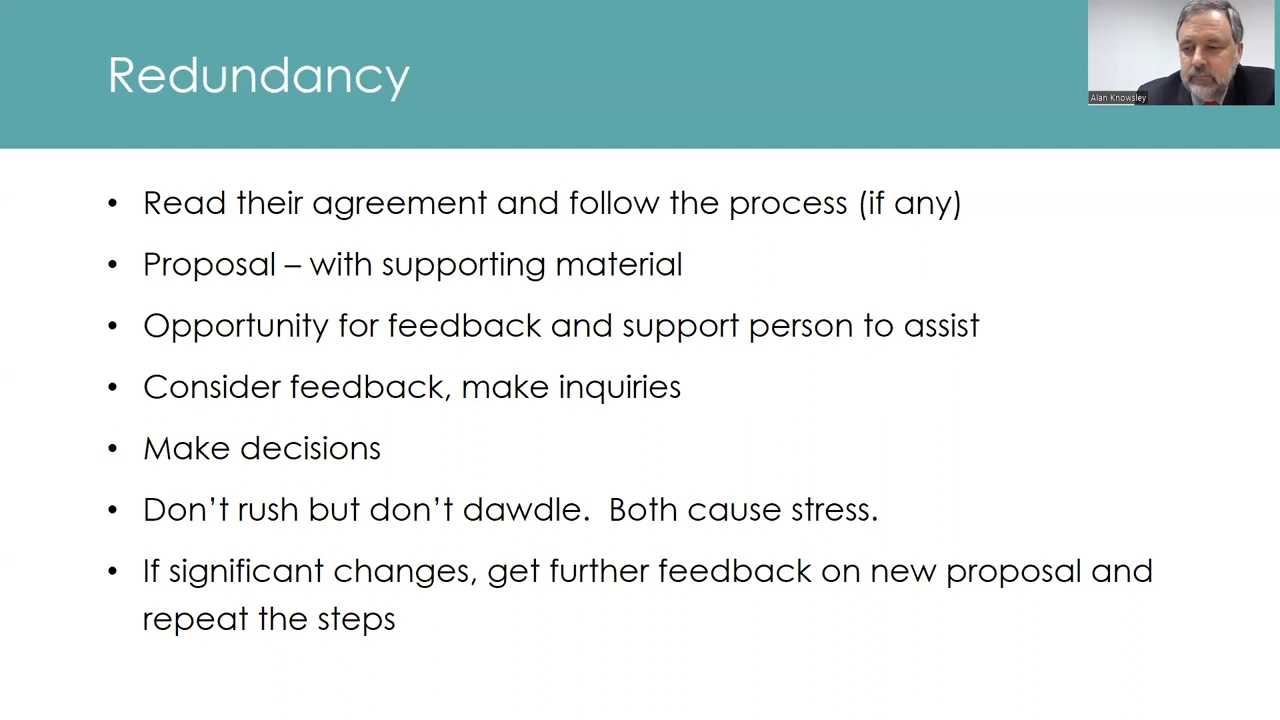 Redundancy
Alan Knowsley
• Read their agreement and follow the process (if any)
• Proposal – with supporting material
• Opportunity for feedback and support person to assist
• Consider feedback, make inquiries
• Make decisions
• Don’t rush but don’t dawdle.  Both cause stress.
• If significant changes, get further feedback on new proposal and
repeat the steps